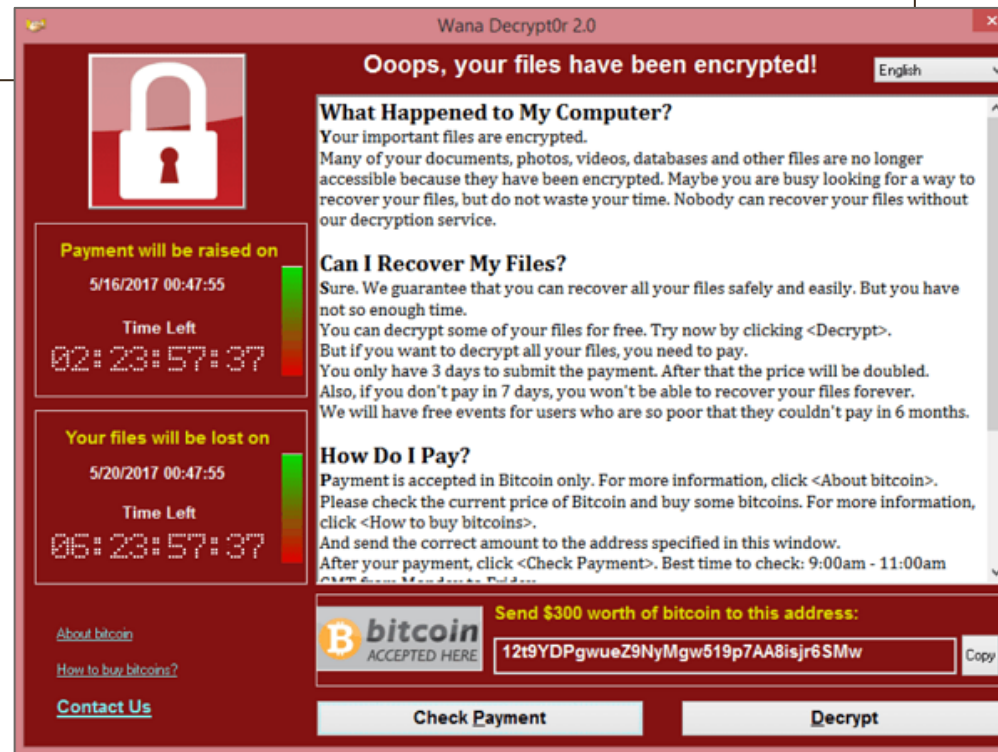 Wana Decrypt0r 2.0
Ooops, your files have been encrypted!
English
What Happened to My Computer?
Your important files are encrypted.
Many of your documents, photos, videos, databases and other files are no longer
accessible because they have been encrypted. Maybe you are busy looking for a way to
recover your files, but do not waste your time. Nobody can recover your files without
our decryption service.
Can I Recover My Files?
Sure. We guarantee that you can recover all your files safely and easily. But you have
not so enough time.
You can decrypt some of your files for free. Try now by clicking <Decrypt>.
But if you want to decrypt all your files, you need to pay.
You only have 3 days to submit the payment. After that the price will be doubled.
Also, if you don't pay in 7 days, you won't be able to recover your files forever.
We will have free events for users who are so poor that they couldn't pay in 6 months.
How Do I Pay?
Payment is accepted in Bitcoin only. For more information, click <About bitcoin>.
Please check the current price of Bitcoin and buy some bitcoins. For more information,
click <How to buy bitcoins>.
And send the correct amount to the address specified in this window.
After your payment, click <Check Payment>. Best time to check: 9:00am - 11:00am
GMT from Monday to Friday
Payment will be raised on
5/16/2017 00:47:55
Time Left
02:23:57:37
Your files will be lost on
5/20/2017 00:47:55
Time Left
06:23:57:37
About bitcoin
How to buy bitcoins?
Contact Us
bitcoin
ACCEPTED HERE
Send $300 worth of bitcoin to this address:
12t9YDPgwueZ9NyMgw519p7AA8isjr6SMw
Copy
Check Payment
Decrypt